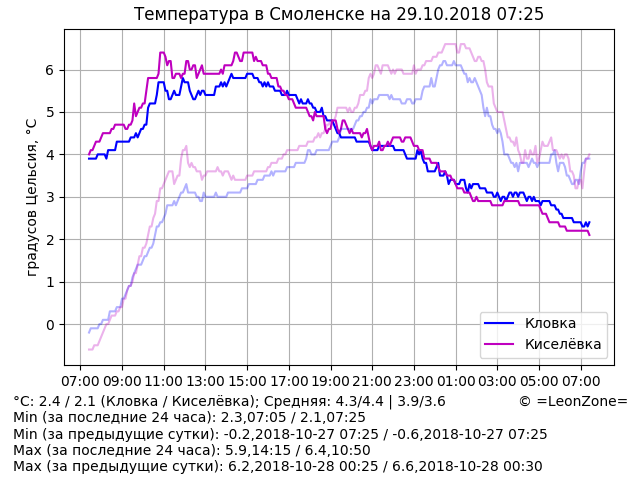 Температура в Смоленске на 29.10.2018 07:25
градусов Цельсия, °C
6
5
4
3
2
1
0
Кловка
Киселёвка
07:00 09:00 11:00 13:00 15:00 17:00 19:00 21:00 23:00 01:00 03:00 05:00 07:00
°C: 2.4 / 2.1 (Кловка / Киселёвка); Средняя: 4.3/4.4 | 3.9/3.6 © =LeonZone=
Min (за последние 24 часа): 2.3,07:05 / 2.1,07:25
Min (за предыдущие сутки): -0.2,2018-10-27 07:25 / -0.6,2018-10-27 07:25
Max (за последние 24 часа): 5.9,14:15 / 6.4,10:50
Max (за предыдущие сутки): 6.2,2018-10-28 00:25 / 6.6,2018-10-28 00:30